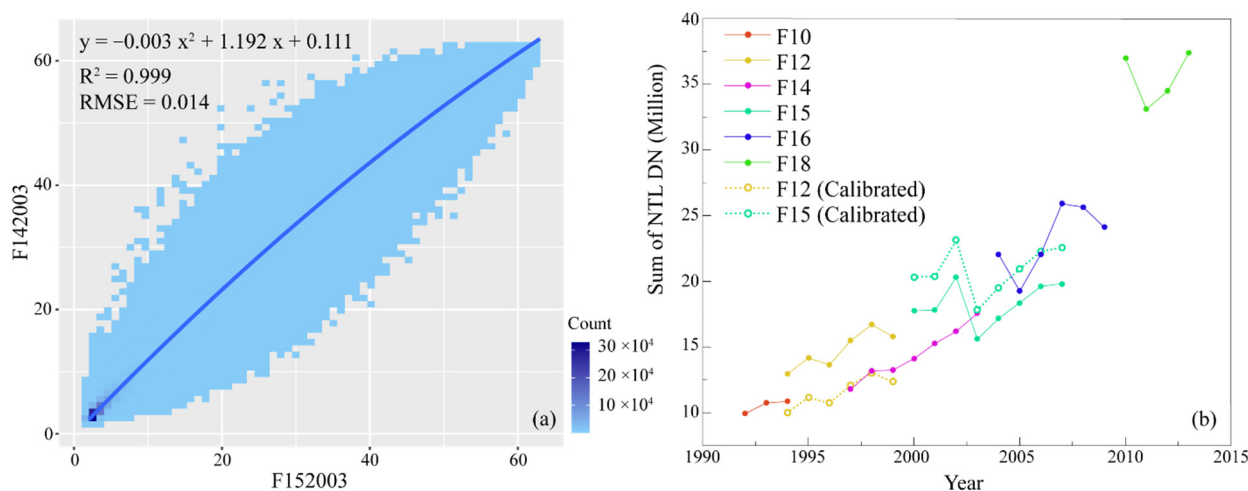 y = −0.003 x² + 1.192 x + 0.111
R² = 0.999
RMSE = 0.014
60
40
20
0
F142003
0
20
40
60
F152003
Count
30 ×10⁴
20 ×10⁴
10 ×10⁴
(a)
40
35
30
25
20
15
10
Sum of NTL DN (Million)
F10
F12
F14
F15
F16
F18
F12 (Calibrated)
F15 (Calibrated)
(b)
1990
1995
2000
2005
2010
2015
Year